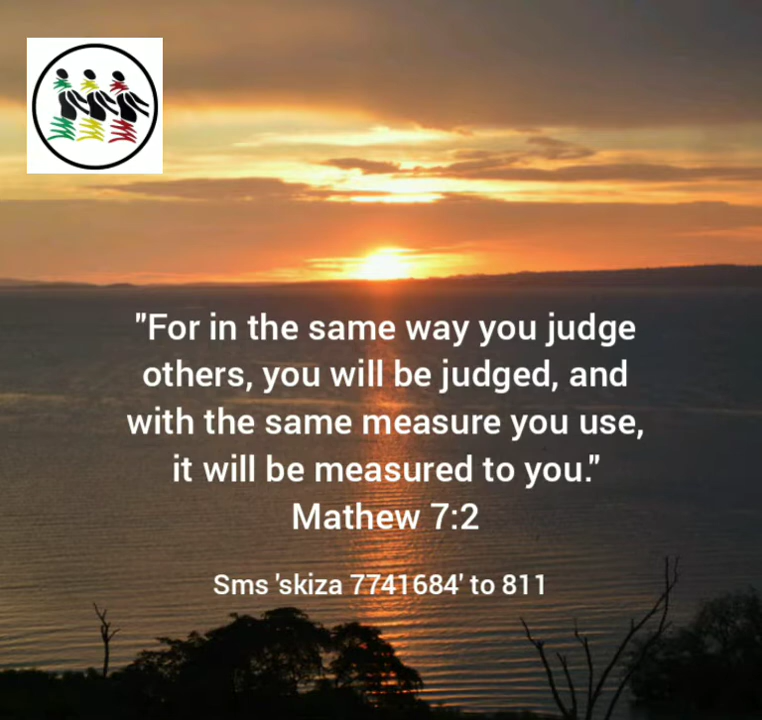 "For in the same way you judge
others, you will be judged, and
with the same measure you use,
it will be measured to you."
Mathew 7:2
Sms 'skiza 7741684' to 811